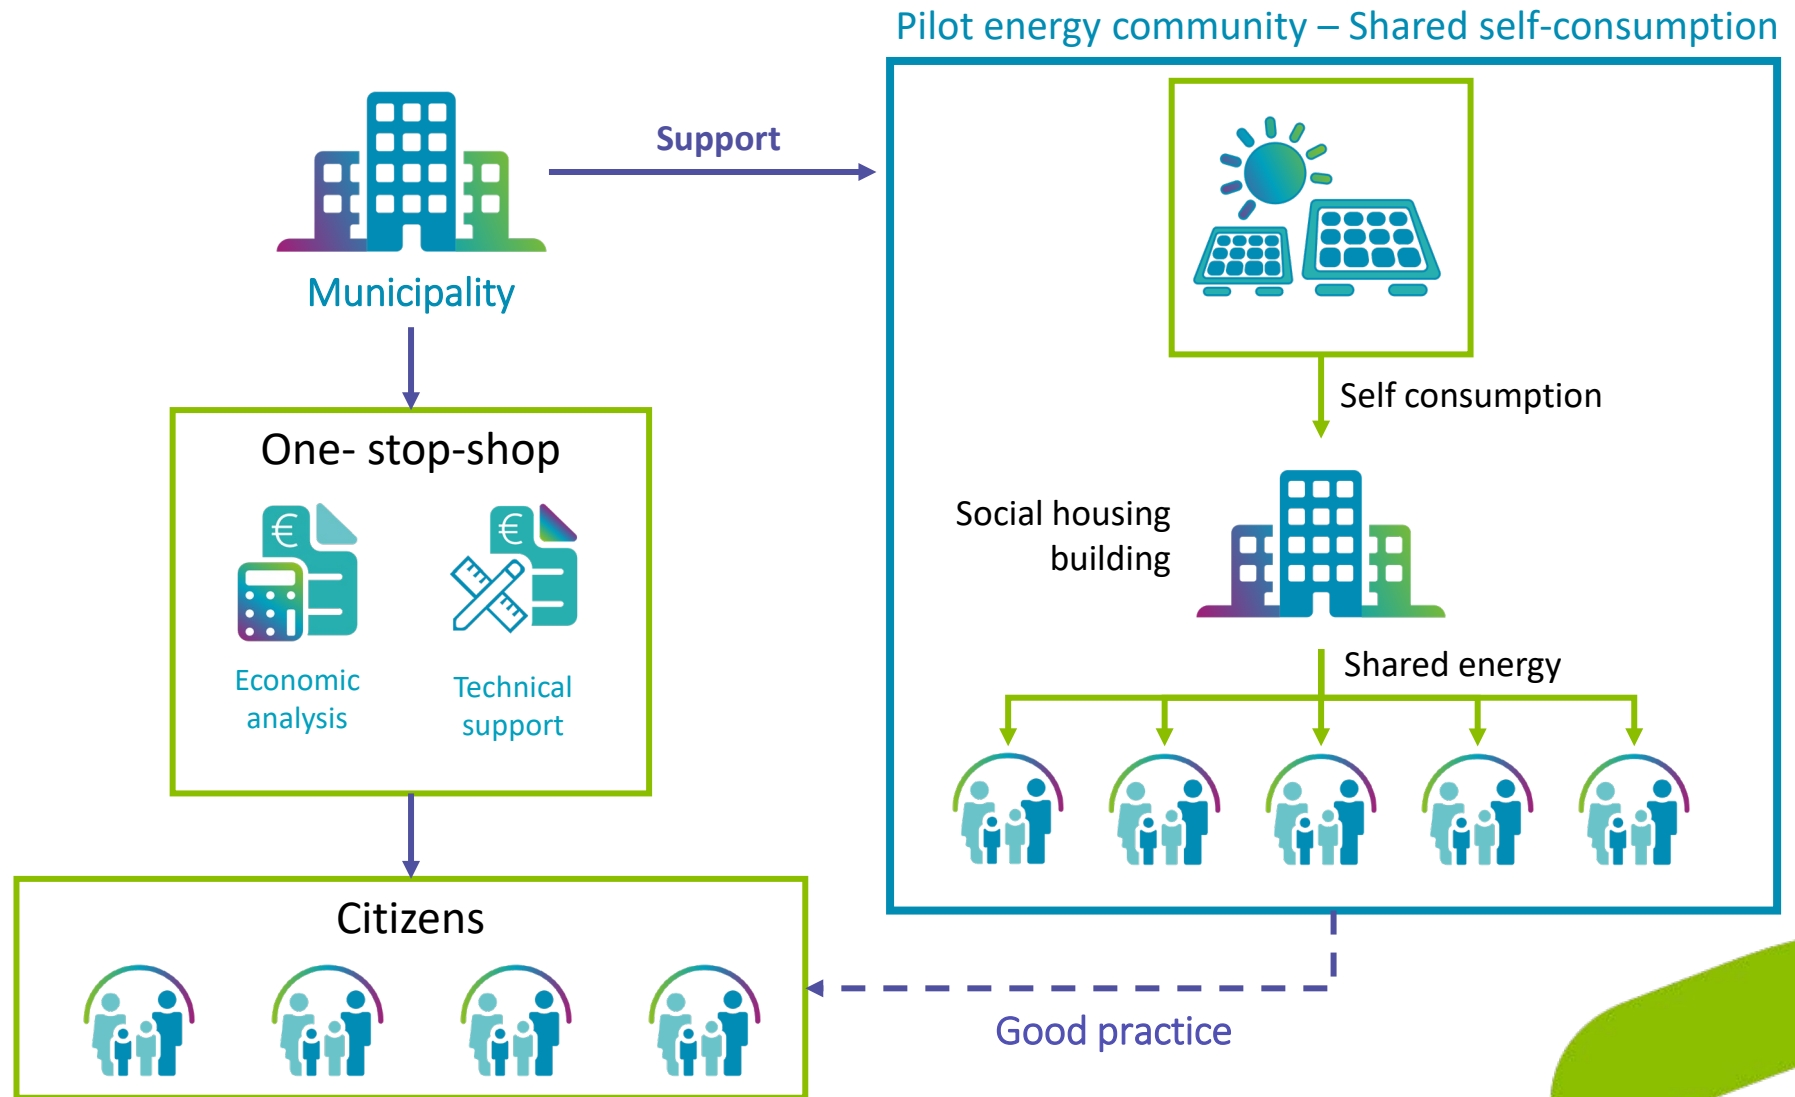 Pilot energy community – Shared self-consumption
Support
Municipality
Self consumption
One- stop-shop
€
€
Economic
analysis
Technical
support
Social housing
building
Shared energy
Citizens
Good practice